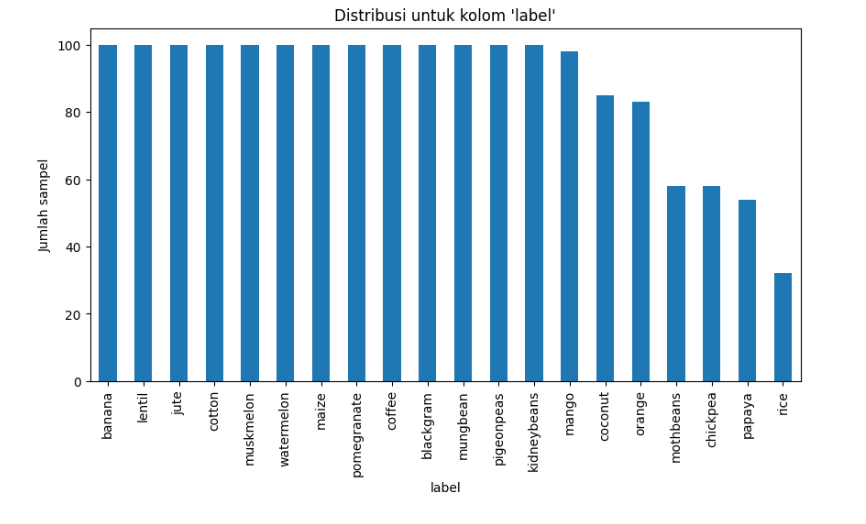 Distribusi untuk kolom 'label'
Jumlah sampel
100
80
60
40
20
0
banana
lentil
jute
cotton
muskmelon
watermelon
maize
pomegranate
coffee
blackgram
mungbean
pigeonpeas
kidneybeans
mango
coconut
orange
mothbeans
chickpea
papaya
rice
label